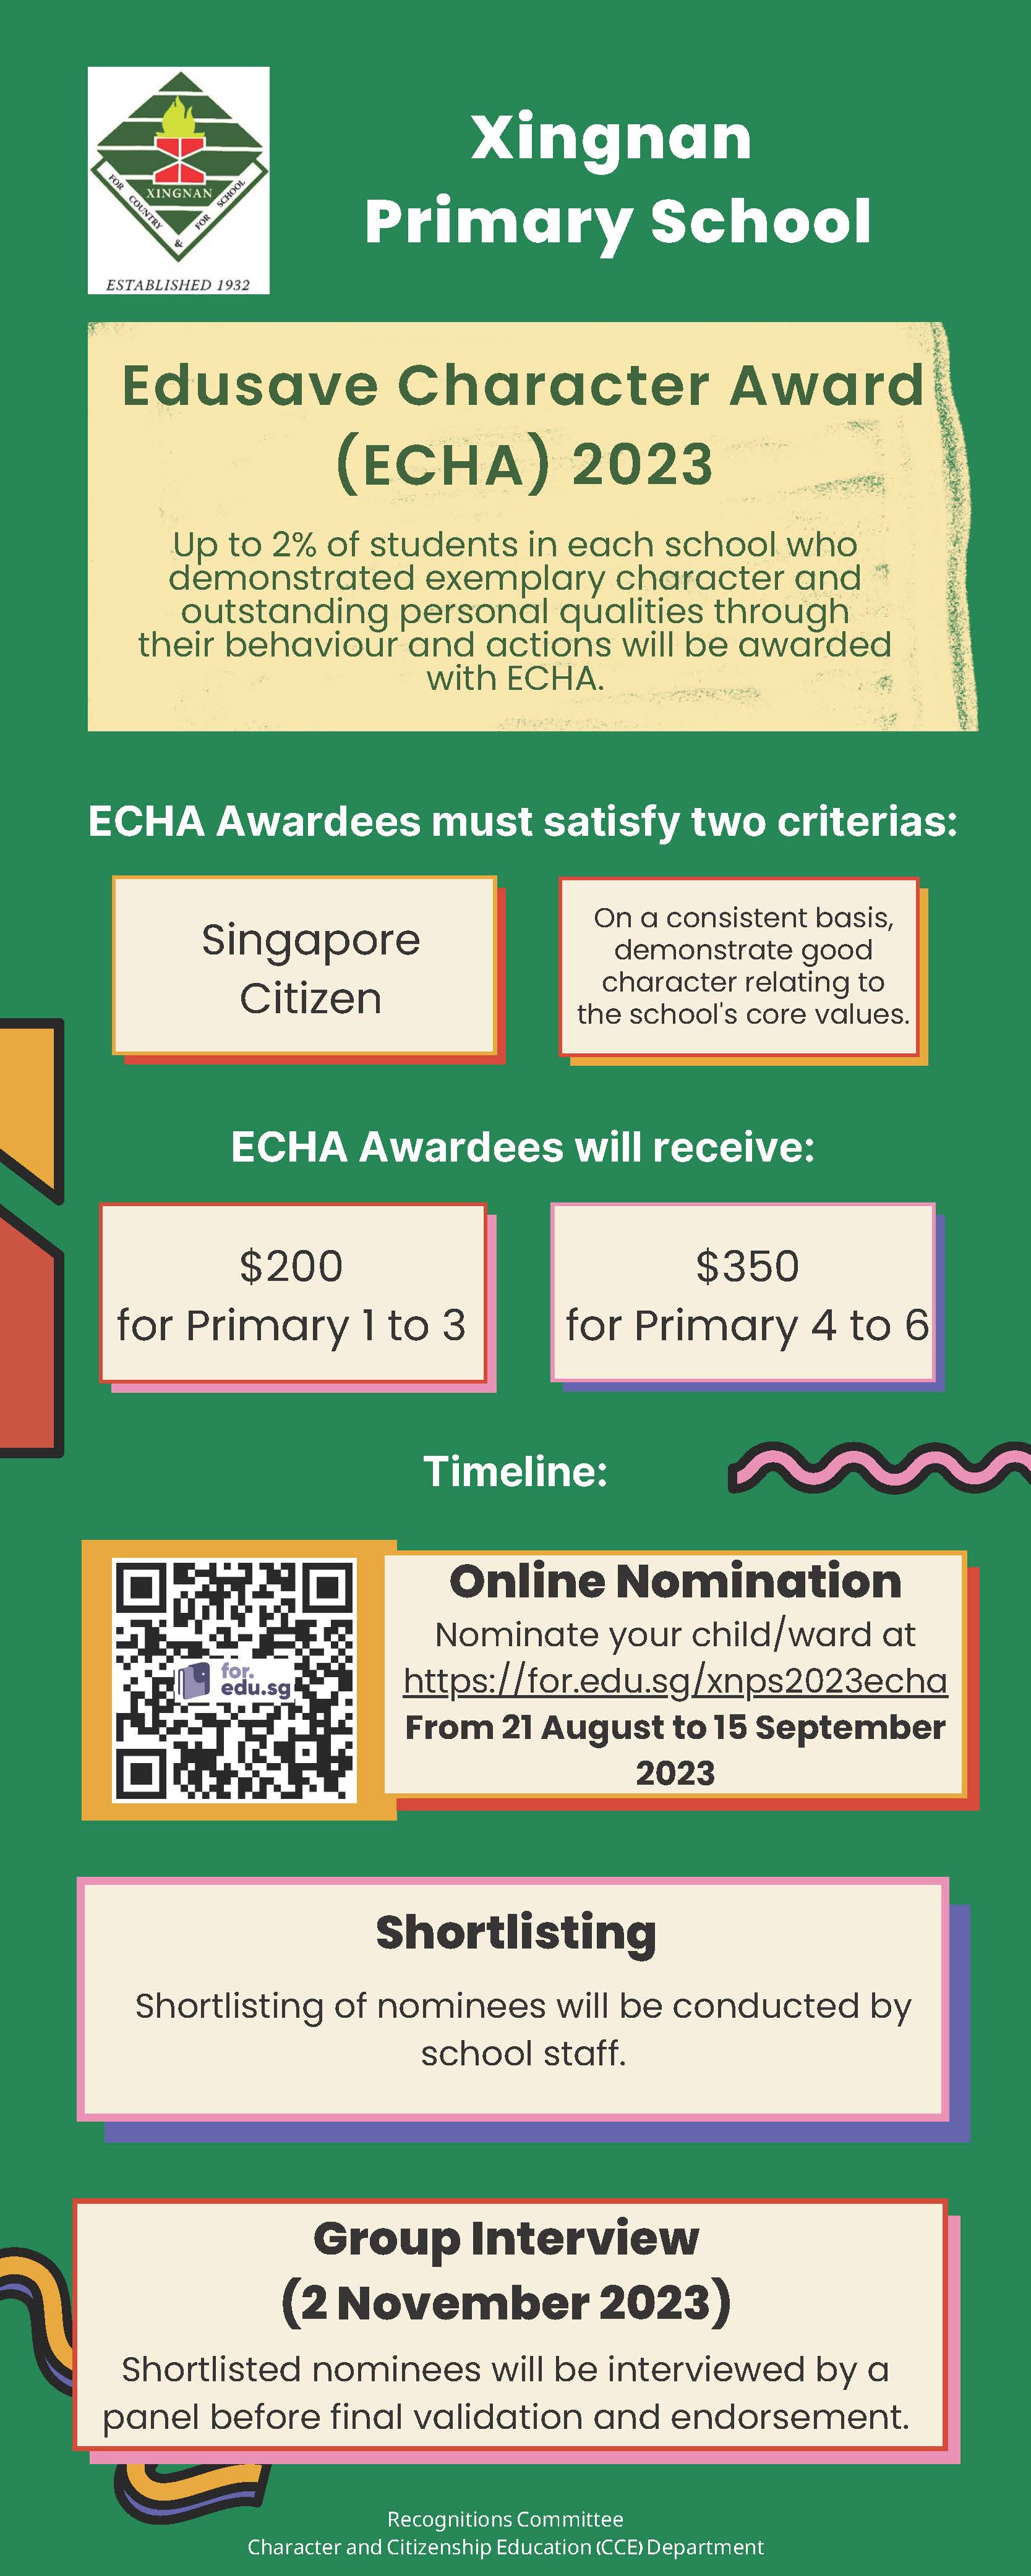 XINGNAN
FOR COUNTRY & FOR SCHOOL
ESTABLISHED 1932
Xingnan
Primary School
Edusave Character Award
(ECHA) 2023
Up to 2% of students in each school who
demonstrated exemplary character and
outstanding personal qualities through
their behaviour and actions will be awarded
with ECHA.
ECHA Awardees must satisfy two criterias:
Singapore
Citizen
On a consistent basis,
demonstrate good
character relating to
the school's core values.
ECHA Awardees will receive:
$200
for Primary 1 to 3
$350
for Primary 4 to 6
Timeline:
for.
edu.sg
Online Nomination
Nominate your child/ward at
https://for.edu.sg/xnps2023echa
From 21 August to 15 September
2023
Shortlisting
Shortlisting of nominees will be conducted by
school staff.
Group Interview
(2 November 2023)
Shortlisted nominees will be interviewed by a
panel before final validation and endorsement.
Recognitions Committee
Character and Citizenship Education (CCE) Department